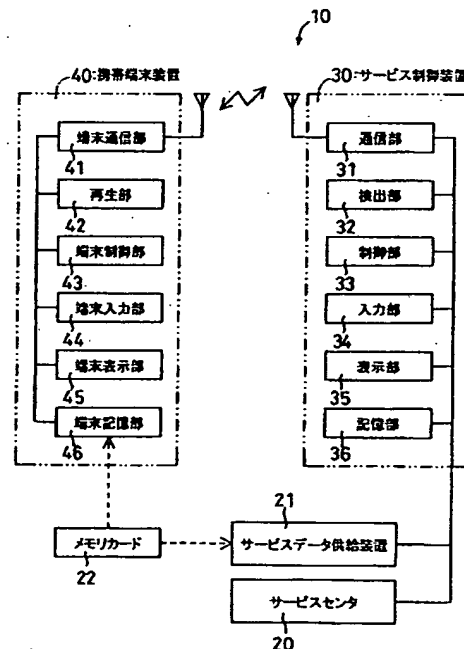 10
40:携帯端末装置
端末通信部
41
再生部
42
端末制御部
43
端末入力部
44
端末表示部
45
端末記憶部
46
30:サービス制御装置
通信部
31
検出部
32
制御部
33
入力部
34
表示部
35
記憶部
36
メモリカード
22
21
サービスデータ供給装置
サービスセンタ
20